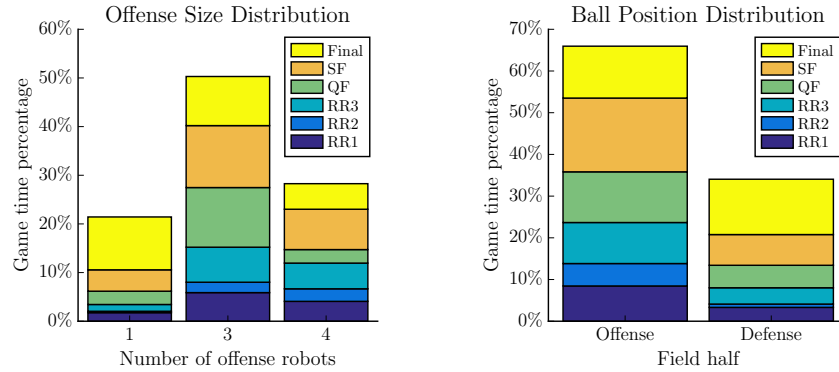 Offense Size Distribution
60%
50%
40%
30%
20%
10%
0%
Game time percentage
Final
SF
QF
RR3
RR2
RR1
1 3 4
Number of offense robots
Ball Position Distribution
70%
60%
50%
40%
30%
20%
10%
0%
Game time percentage
Final
SF
QF
RR3
RR2
RR1
Offense Defense
Field half